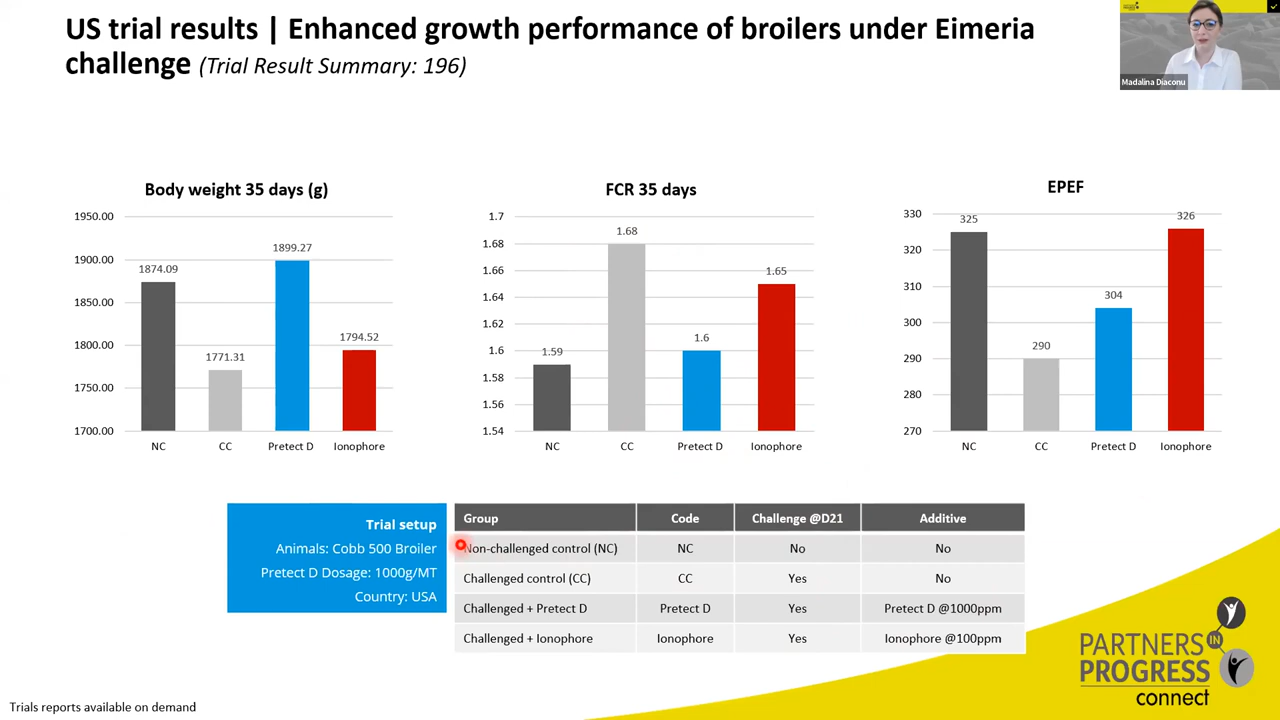 US trial results | Enhanced growth performance of broilers under Eimeria
challenge (Trial Result Summary: 196)
Madalina Diaconu
Body weight 35 days (g)
1950.00
1900.00
1850.00
1800.00
1750.00
1700.00
1874.09
1771.31
1899.27
1794.52
NC CC Pretect D Ionophore
FCR 35 days
1.7
1.68
1.66
1.64
1.62
1.6
1.58
1.56
1.54
1.59
1.68
1.6
1.65
NC CC Pretect D Ionophore
EPEF
330
320
310
300
290
280
270
325
290
304
326
NC CC Pretect D Ionophore
Trial setup
Animals: Cobb 500 Broiler
Pretect D Dosage: 1000g/MT
Country: USA
Group Code Challenge @D21 Additive
Non-challenged control (NC) NC No No
Challenged control (CC) CC Yes No
Challenged + Pretect D Pretect D Yes Pretect D @1000ppm
Challenged + Ionophore Ionophore Yes Ionophore @100ppm
PARTNERS
IN
PROGRESS
connect
Trials reports available on demand